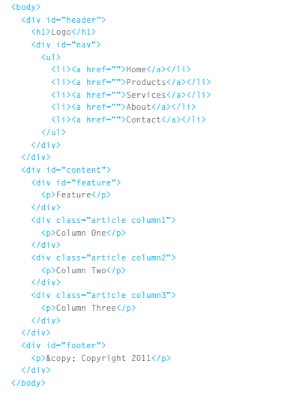 <body>
<div id="header">
<h1>Logo</h1>
<div id="nav">
<ul>
<li><a href="">Home</a></li>
<li><a href="">Products</a></li>
<li><a href="">Services</a></li>
<li><a href="">About</a></li>
<li><a href="">Contact</a></li>
</ul>
</div>
</div>
<div id="content">
<div id="feature">
<p>Feature</p>
</div>
<div class="article column1">
<p>Column One</p>
</div>
<div class="article column2">
<p>Column Two</p>
</div>
<div class="article column3">
<p>Column Three</p>
</div>
</div>
<div id="footer">
<p>&copy; Copyright 2011</p>
</div>
</body>